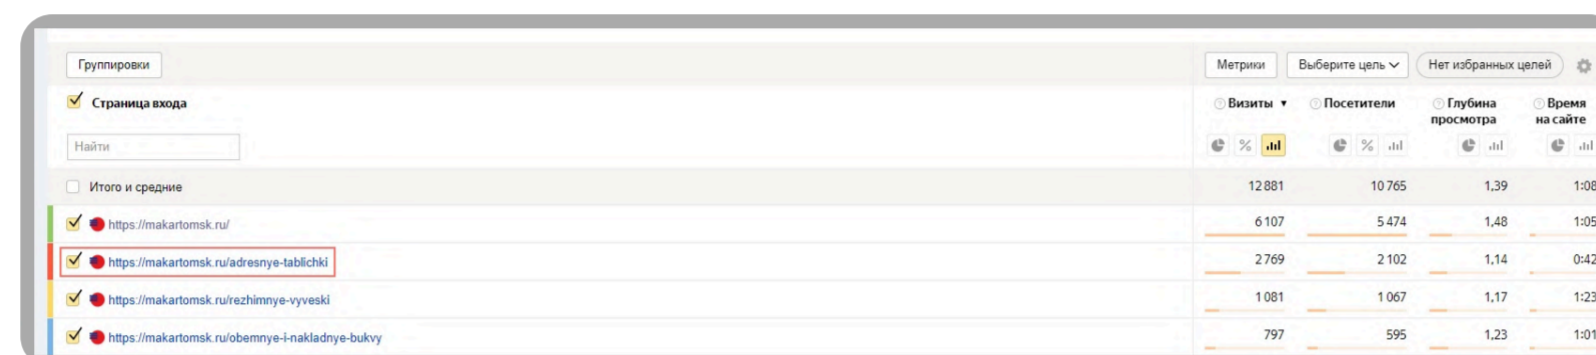 Группировки
Метрики Выберите цель Нет избранных целей
Страница входа Визиты Посетители Глубина просмотра Время на сайте
Найти % %
Итого и средние 12 881 10 765 1,39 1:08
https://makartomsk.ru/ 6 107 5 474 1,48 1:05
https://makartomsk.ru/adresnye-tablichki 2 769 2 102 1,14 0:42
https://makartomsk.ru/rezhimnye-vyveski 1 081 1 067 1,17 1:23
https://makartomsk.ru/obemnye-i-nakladnye-bukvy 797 595 1,23 1:01